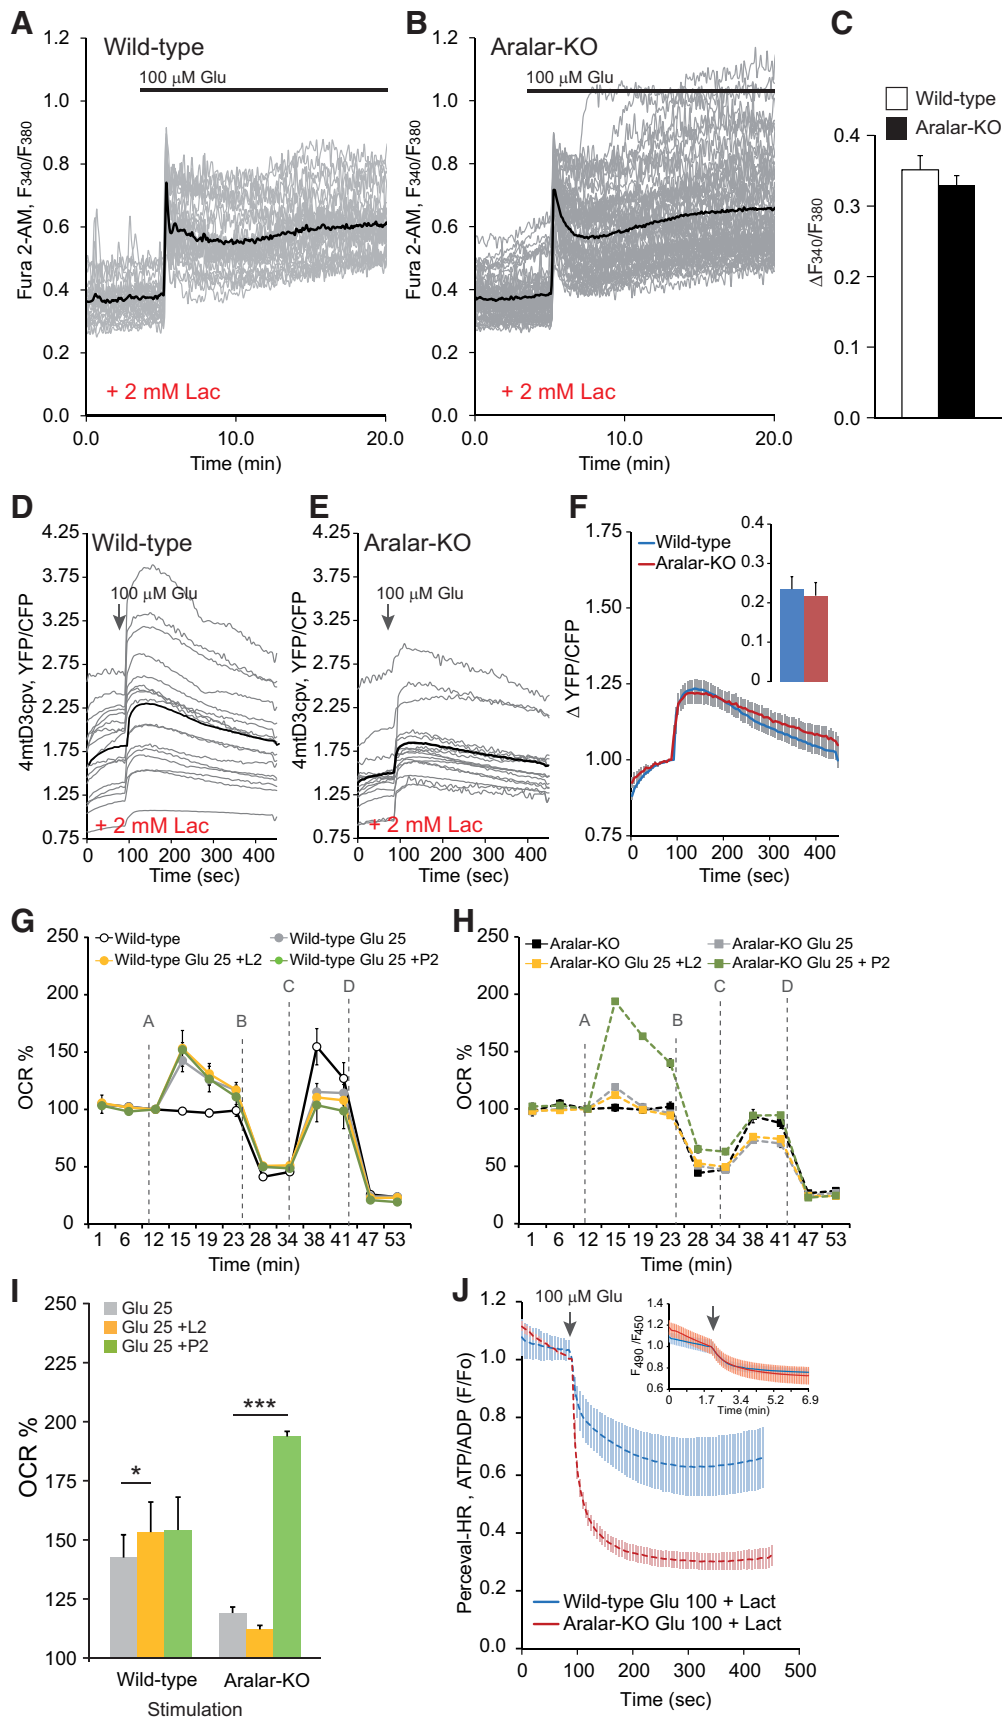 A
Wild-type
100 µM Glu
Fura 2-AM, F340/F380
1.2
1.0
0.8
0.6
0.4
0.2
0.0
+ 2 mM Lac
0.0
10.0
20.0
Time (min)
B
Aralar-KO
100 µM Glu
Fura 2-AM, F340/F380
1.2
1.0
0.8
0.6
0.4
0.2
0.0
+ 2 mM Lac
0.0
10.0
20.0
Time (min)
C
Wild-type
Aralar-KO
ΔF340/F380
0.4
0.3
0.2
0.1
0.0
D
Wild-type
100 µM Glu
4mtD3cpv, YFP/CFP
4.25
3.75
3.25
2.75
2.25
1.75
1.25
0.75
+ 2 mM Lac
0
100
200
300
400
Time (sec)
E
Aralar-KO
100 µM Glu
4mtD3cpv, YFP/CFP
4.25
3.75
3.25
2.75
2.25
1.75
1.25
0.75
+ 2 mM Lac
0
100
200
300
400
Time (sec)
F
Wild-type
Aralar-KO
Δ YFP/CFP
1.75
1.50
1.25
1.00
0.75
0.4
0.3
0.2
0.1
0
0
100
200
300
400
Time (sec)
G
Wild-type
Wild-type Glu 25
Wild-type Glu 25 +L2
Wild-type Glu 25 +P2
OCR %
250
200
150
100
50
0
A
B
C
D
1 6 12 15 19 23 28 34 38 41 47 53
Time (min)
H
Aralar-KO
Aralar-KO Glu 25
Aralar-KO Glu 25 +L2
Aralar-KO Glu 25 + P2
OCR %
250
200
150
100
50
0
A
B
C
D
1 6 12 15 19 23 28 34 38 41 47 53
Time (min)
I
Glu 25
Glu 25 +L2
Glu 25 +P2
OCR %
250
225
200
175
150
125
100
*
***
Wild-type
Aralar-KO
Stimulation
J
100 µM Glu
Perceval-HR , ATP/ADP (F/Fo)
1.2
1.0
0.8
0.6
0.4
0.2
0.0
F490 /F450
1.4
1.2
1.0
0.8
0.6
0 1.7 3.4 5.2 6.9
Time (min)
Wild-type Glu 100 + Lact
Aralar-KO Glu 100 + Lact
0 100 200 300 400 500
Time (sec)